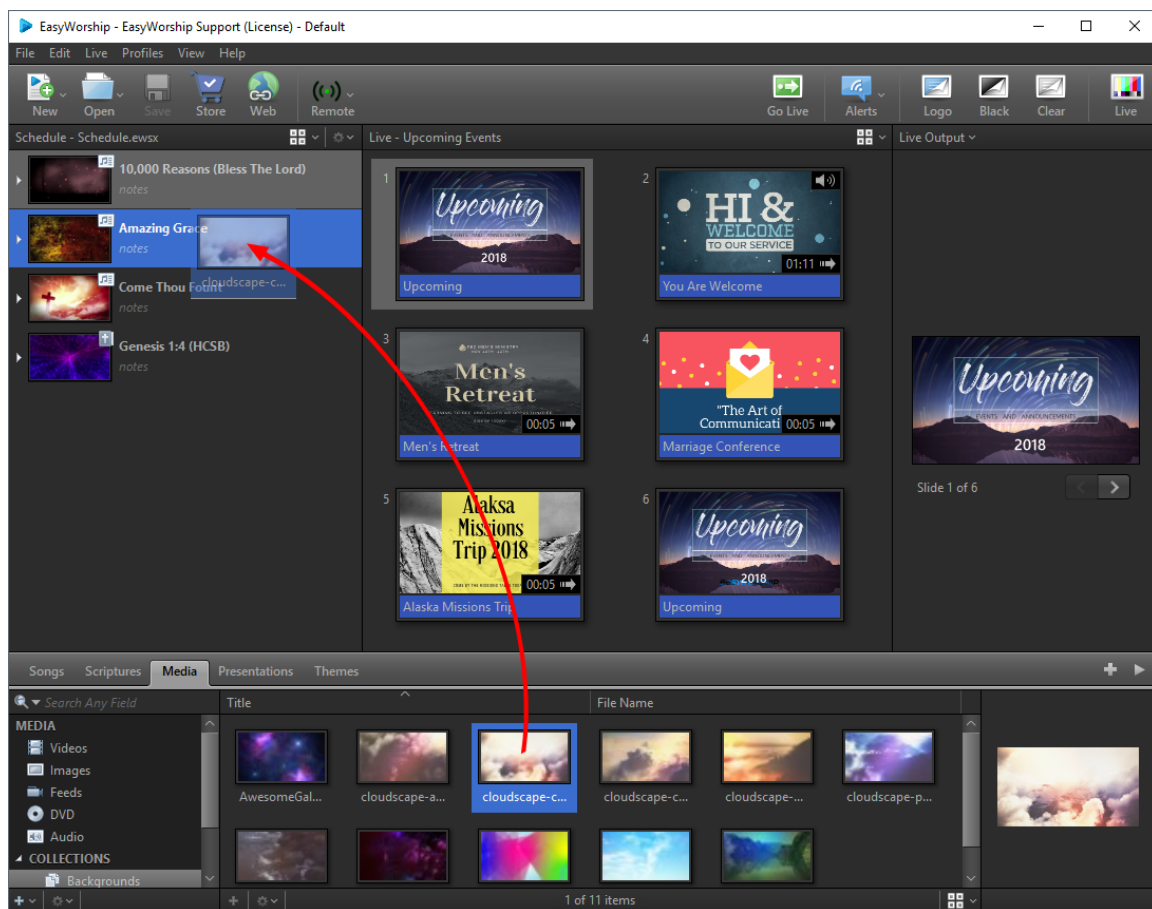 EasyWorship - EasyWorship Support (License) - Default
File Edit Live Profiles View Help
New Open Save Store Web Remote Go Live Alerts Logo Black Clear Live
Schedule - Schedule.ewsx
10,000 Reasons (Bless The Lord)
notes
Amazing Grace
notes
cloudscape-c...
Come Thou Fount
notes
Genesis 1:4 (HCSB)
notes
Live - Upcoming Events
1
Upcoming
EVENTS AND ANNOUNCEMENTS
2018
Upcoming
2
HI &
WELCOME
TO OUR SERVICE
01:11
You Are Welcome
3
Men's
Retreat
00:05
Men's Retreat
4
"The Art of
Communicati
00:05
Marriage Conference
5
Alaksa
Missions
Trip 2018
00:05
Alaska Missions Trip
6
Upcoming
EVENTS AND ANNOUNCEMENTS
2018
Upcoming
Live Output
Upcoming
EVENTS AND ANNOUNCEMENTS
2018
Slide 1 of 6
Songs Scriptures Media Presentations Themes
Search Any Field
MEDIA
Videos
Images
Feeds
DVD
Audio
COLLECTIONS
Backgrounds
Title File Name
AwesomeGal... cloudscape-a... cloudscape-c... cloudscape-c... cloudscape-... cloudscape-p...
1 of 11 items